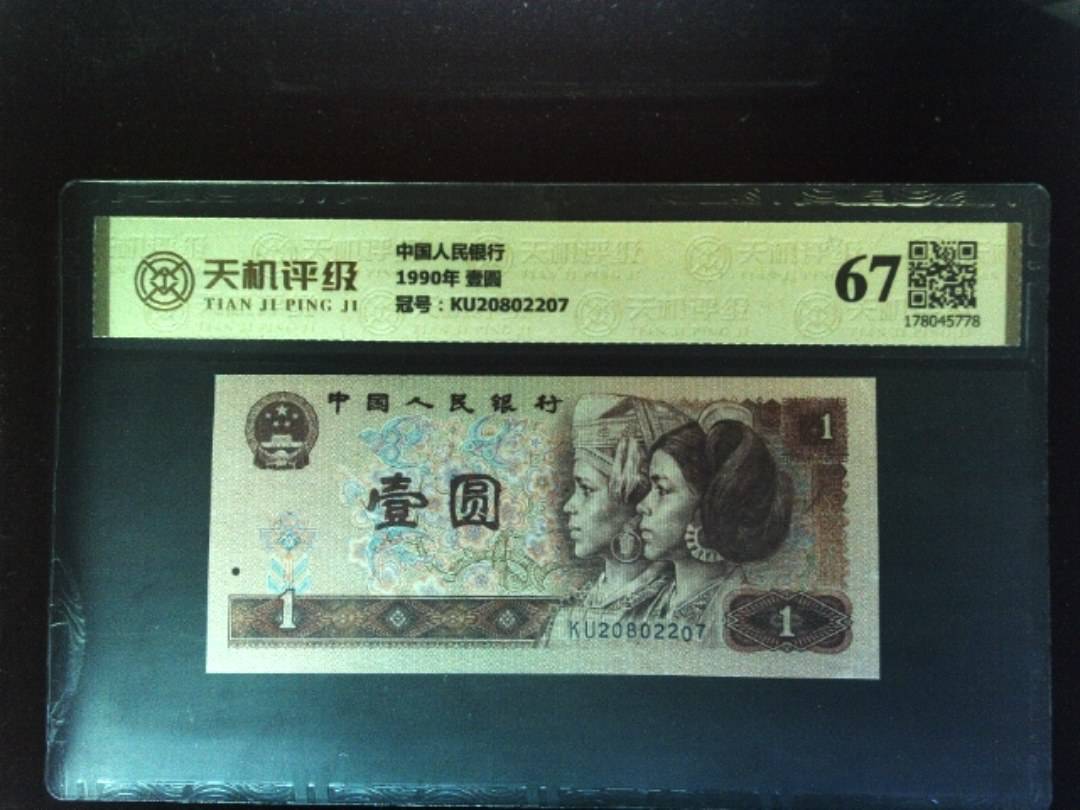 天机评级
TIAN JI PING JI
中国人民银行
1990年 壹圆
冠号：KU20802207
67
178045778
中国人民银行
1
壹圆
1
KU20802207
1